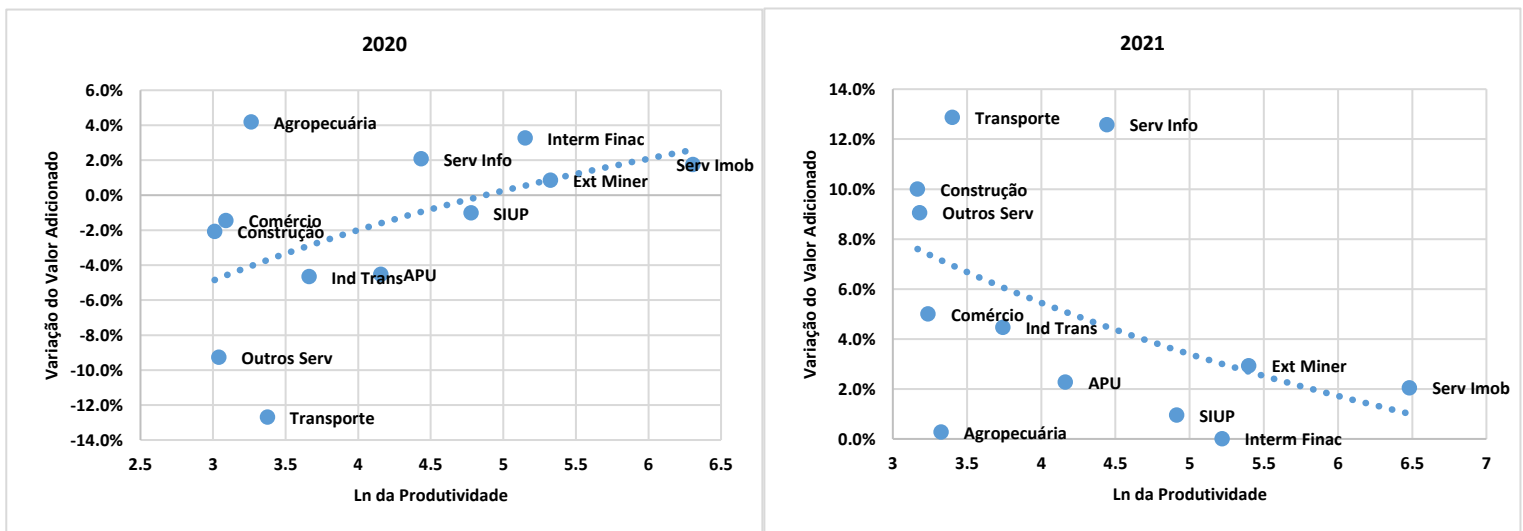 2020
Variação do Valor Adicionado
6.0%
4.0%
2.0%
0.0%
-2.0%
-4.0%
-6.0%
-8.0%
-10.0%
-12.0%
-14.0%
Agropecuária
Interm Finac
Serv Info
Serv Imob
Ext Miner
SIUP
Comércio
Construção
Ind Trans
APU
Outros Serv
Transporte
2.5 3 3.5 4 4.5 5 5.5 6 6.5
Ln da Produtividade
2021
Variação do Valor Adicionado
14.0%
12.0%
10.0%
8.0%
6.0%
4.0%
2.0%
0.0%
Transporte
Serv Info
Construção
Outros Serv
Comércio
Ind Trans
Ext Miner
APU
Serv Imob
SIUP
Agropecuária
Interm Finac
3 3.5 4 4.5 5 5.5 6 6.5 7
Ln da Produtividade